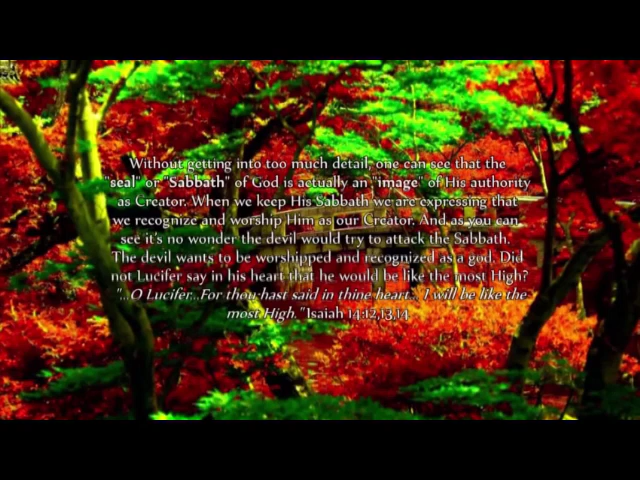 Without getting into too much detail, one can see that the
"seal" or "Sabbath" of God is actually an "image" of His authority
as Creator. When we keep His Sabbath we are expressing that
we recognize and worship Him as our Creator. And as you can
see it's no wonder the devil would try to attack the Sabbath.
The devil wants to be worshipped and recognized as a god. Did
not Lucifer say in his heart that he would be like the most High?
"...O Lucifer...For thou hast said in thine heart... I will be like the
most High." Isaiah 14:12,13,14